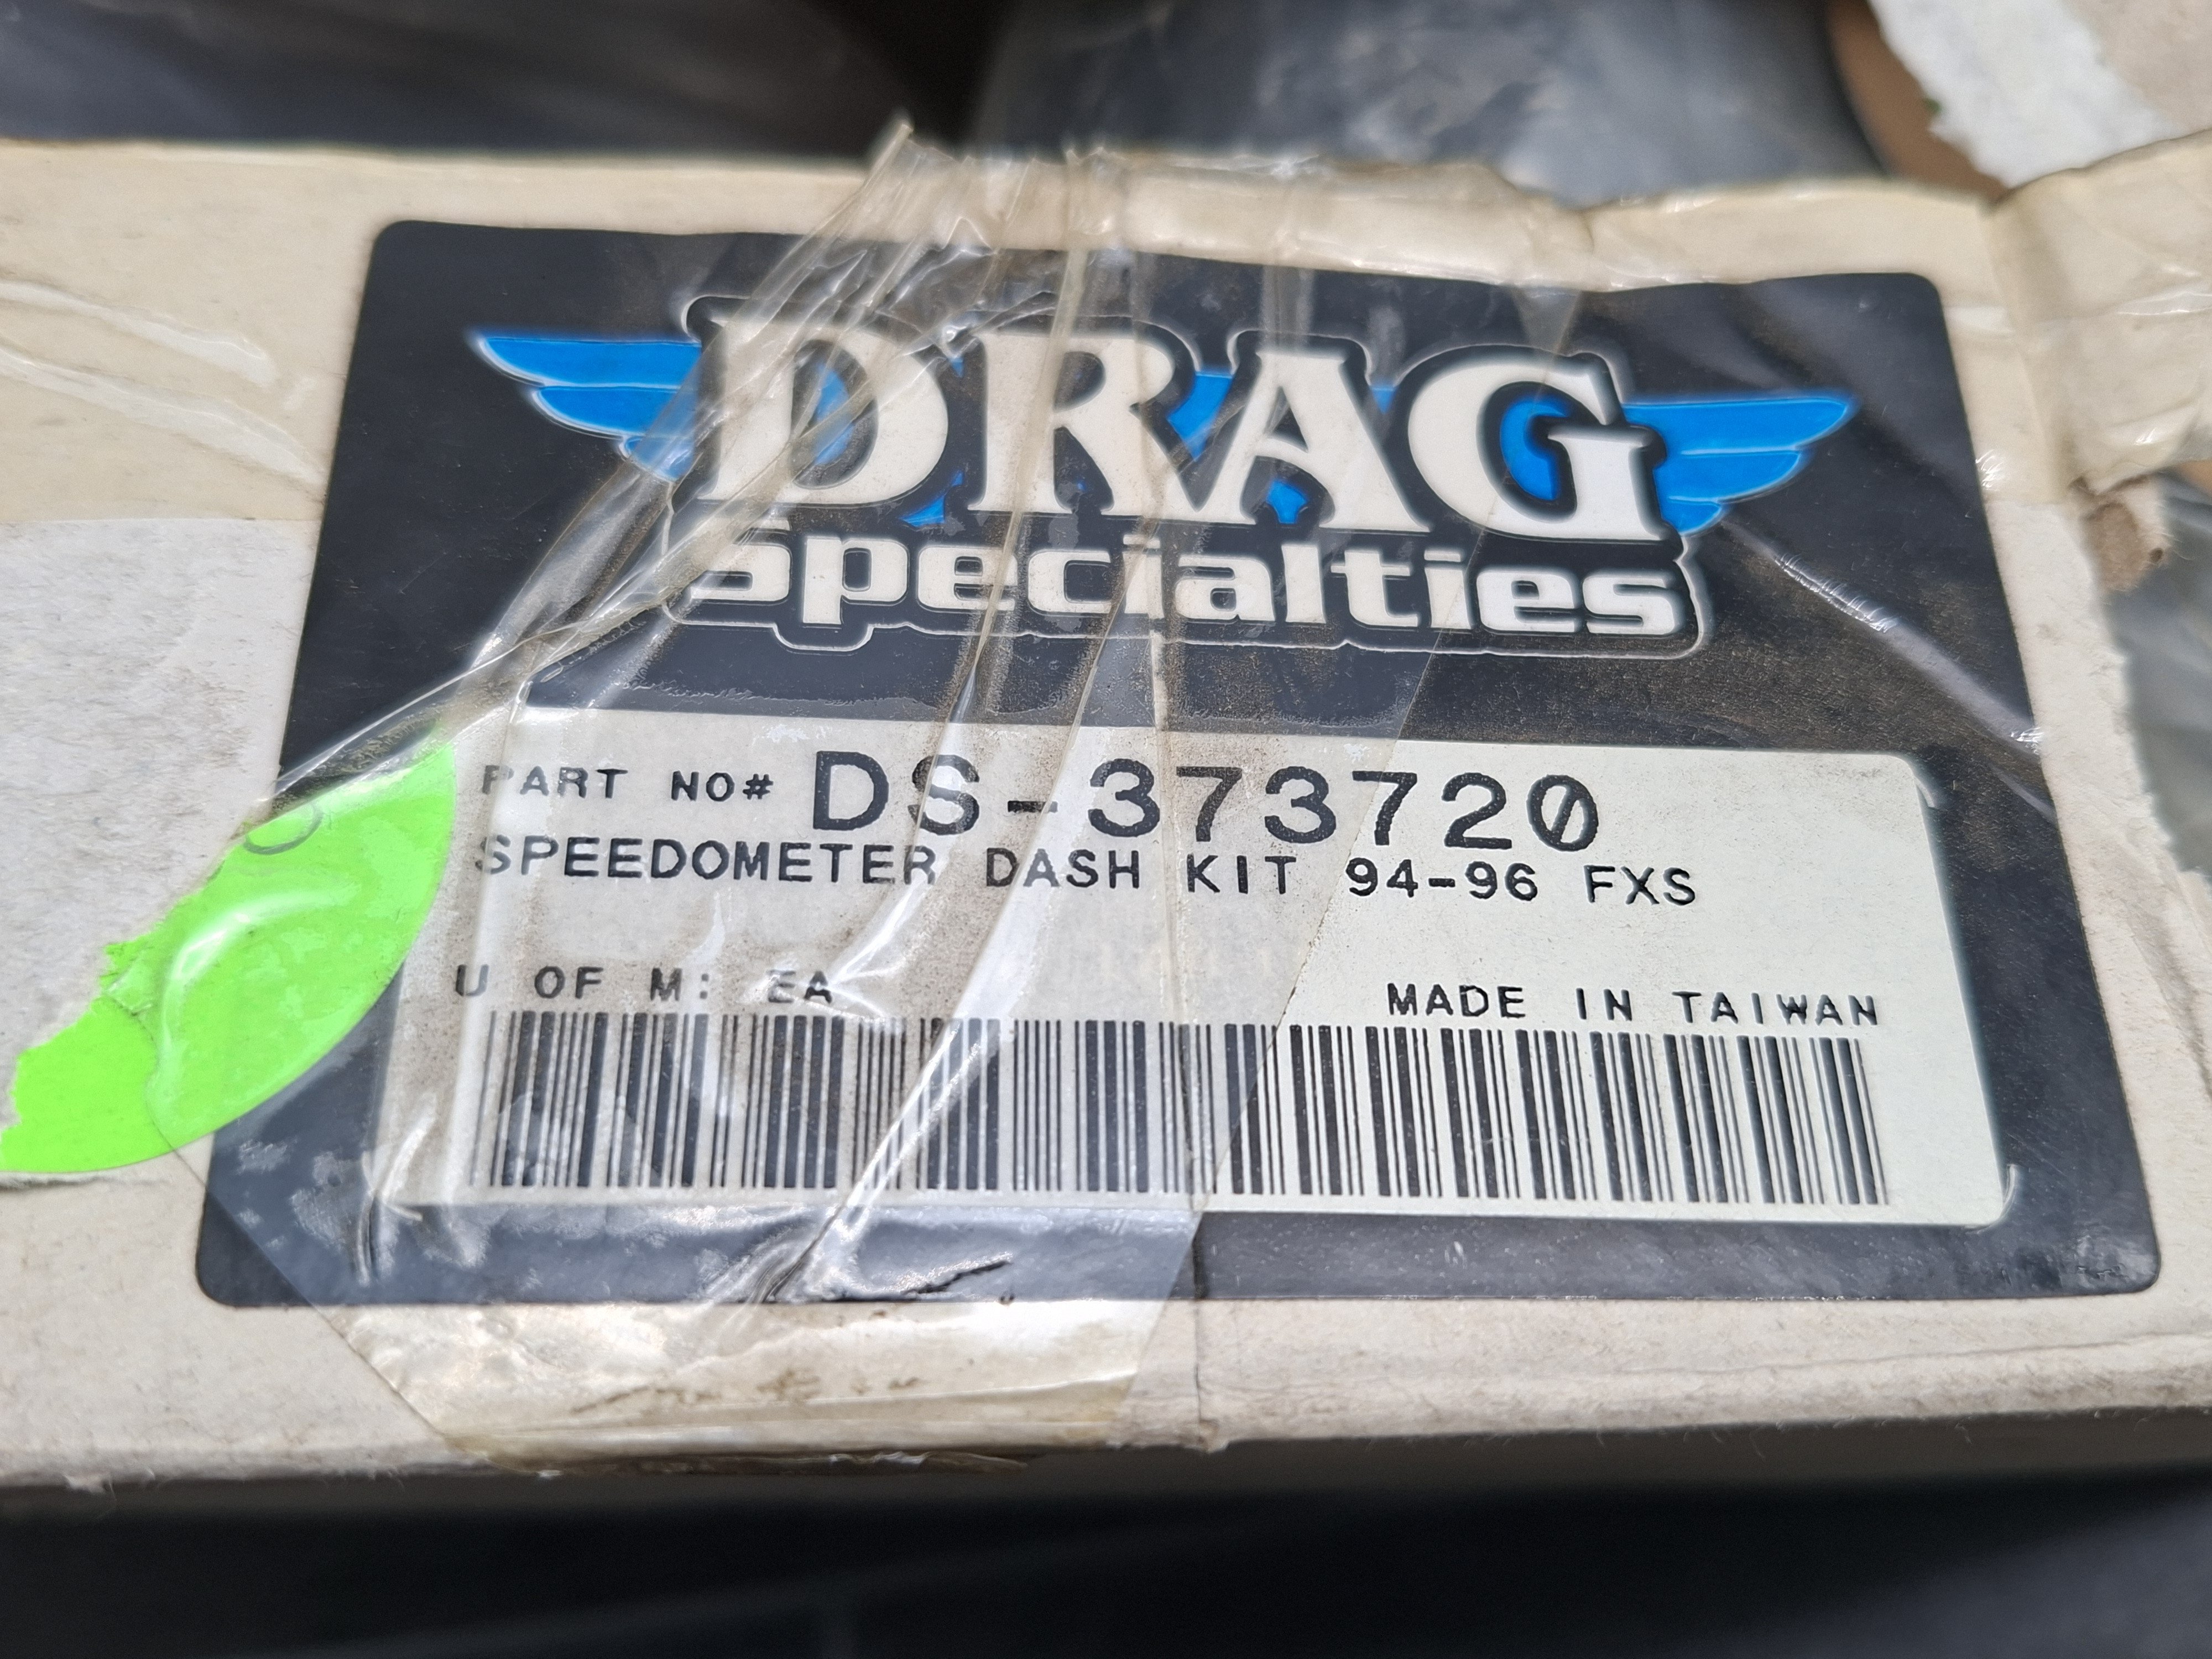 DRAG
Specialties
PART NO# DS-373720
SPEEDOMETER DASH KIT 94-96 FXS
U OF M: EA
MADE IN TAIWAN